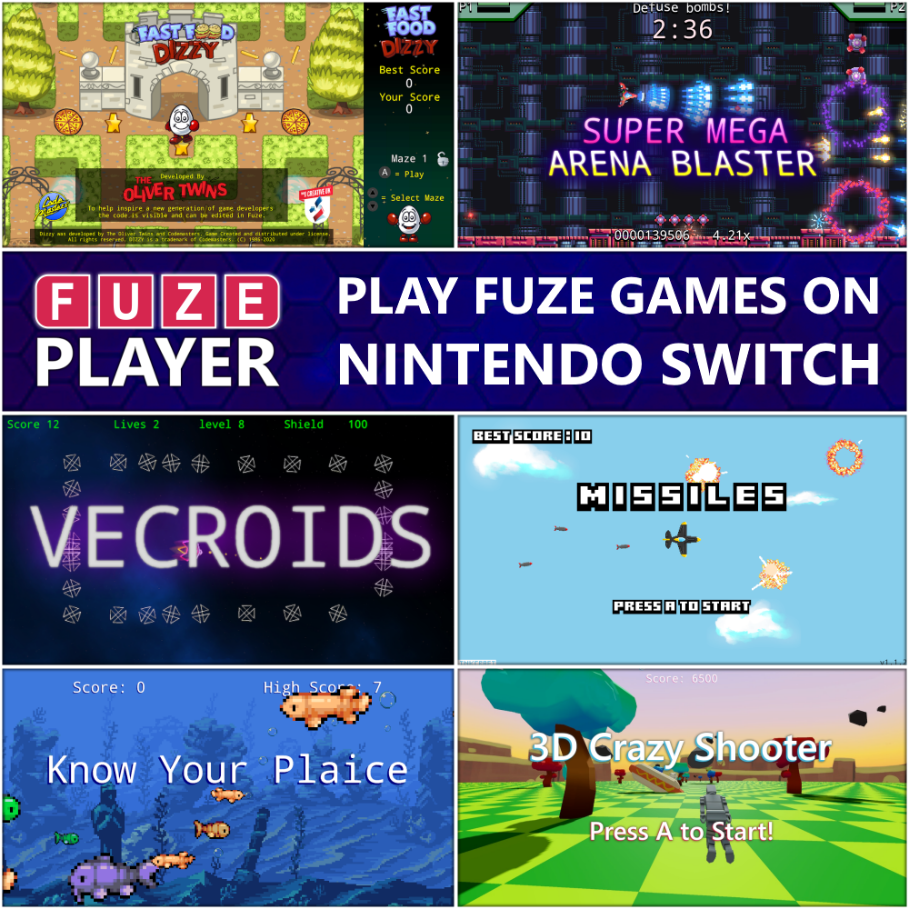 FAST FOOD
DIZZY
FAST
FOOD
DIZZY
Best Score
0
Your Score
0
Maze 1
A = Play
= Select Maze
Developed By
THE
OLIVER TWINS
To help inspire a new generation of game developers
the code is visible and can be edited in Fuze.
Dizzy was developed by The Oliver Twins and Codemasters. Game Created and distributed under license.
All rights reserved. DIZZY is a trademark of Codemasters. (C) 1986-2020
P1
Defuse bombs!
P2
2:36
SUPER MEGA
ARENA BLASTER
0000139506 4.21x
FUZE
PLAYER
PLAY FUZE GAMES ON
NINTENDO SWITCH
Score 12 Lives 2 level 8 Shield 100
VECROIDS
BEST SCORE : 10
MISSILES
PRESS A TO START
Score: 0 High Score: 7
Know Your Plaice
Score: 6500
3D Crazy Shooter
Press A to Start!